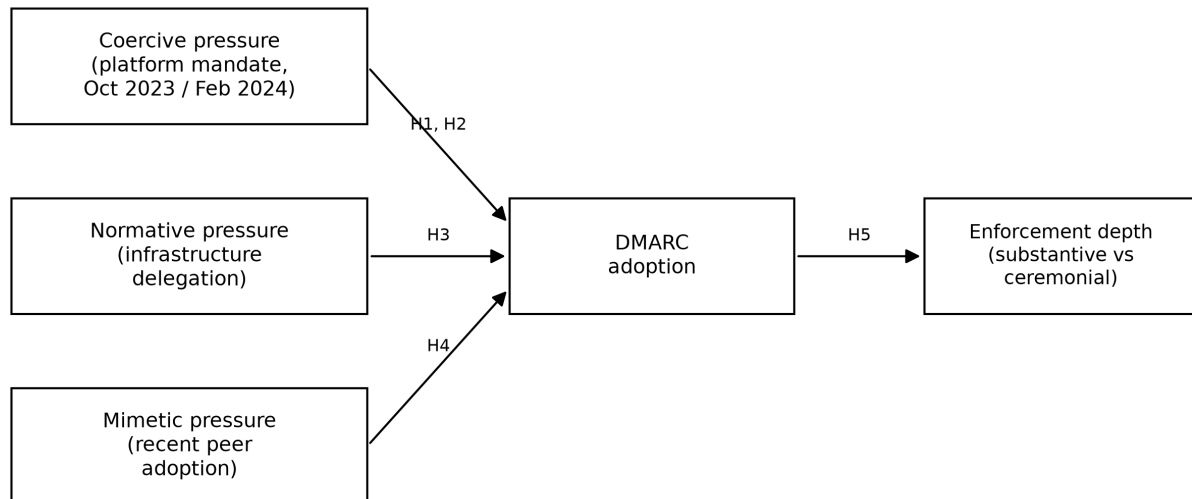 Coercive pressure
(platform mandate,
Oct 2023 / Feb 2024)
H1, H2
Normative pressure
(infrastructure
delegation)
H3
DMARC
adoption
H5
Enforcement depth
(substantive vs
ceremonial)
H4
Mimetic pressure
(recent peer
adoption)